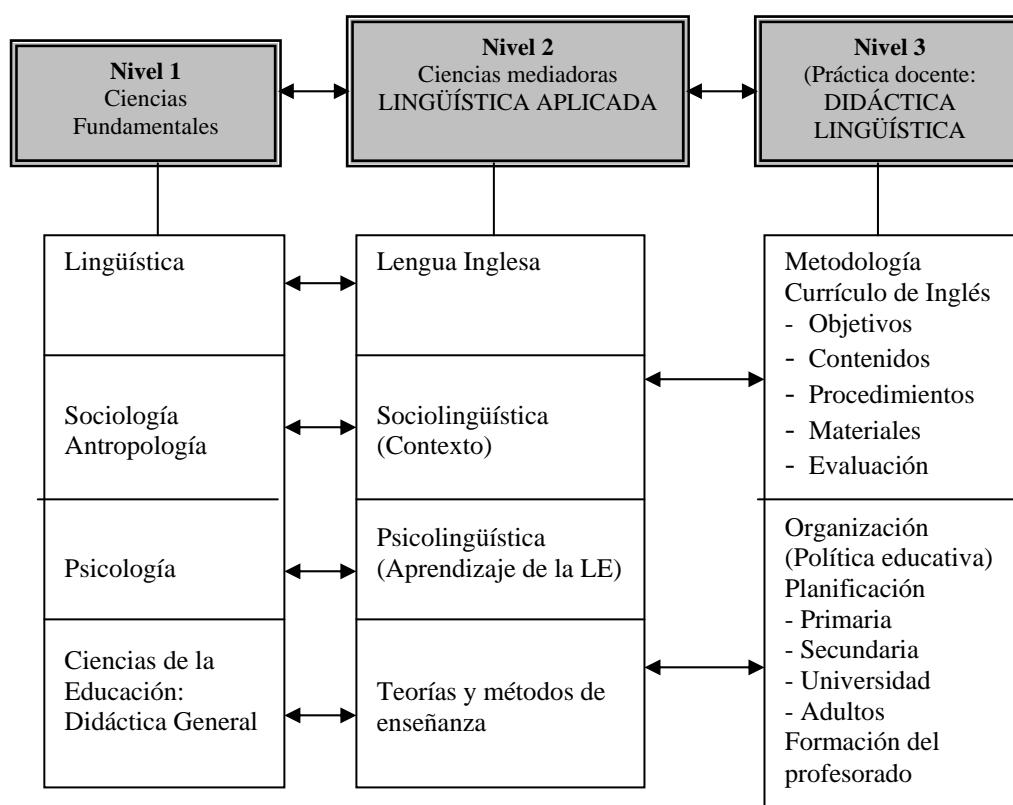 Nivel 1
Ciencias
Fundamentales
Nivel 2
Ciencias mediadoras
LINGÜÍSTICA APLICADA
Nivel 3
(Práctica docente:
DIDÁCTICA
LINGÜÍSTICA
Lingüística
Sociología
Antropología
Psicología
Ciencias de la
Educación:
Didáctica General
Lengua Inglesa
Sociolingüística
(Contexto)
Psicolingüística
(Aprendizaje de la LE)
Teorías y métodos de
enseñanza
Metodología
Currículo de Inglés
- Objetivos
- Contenidos
- Procedimientos
- Materiales
- Evaluación
Organización
(Política educativa)
Planificación
- Primaria
- Secundaria
- Universidad
- Adultos
Formación del
profesorado